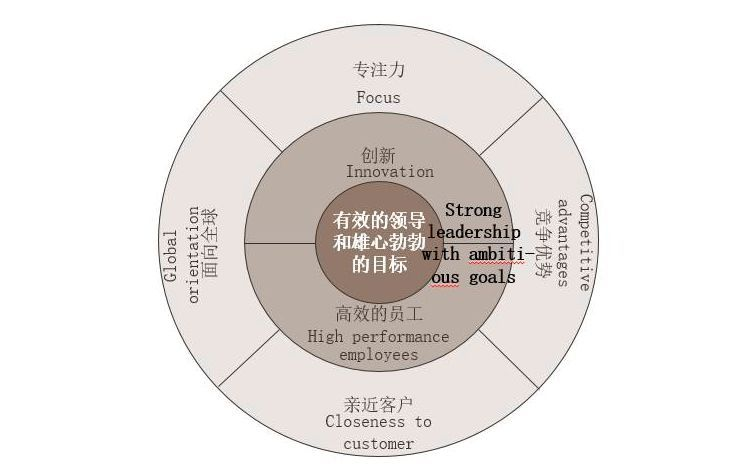 专注力
Focus
创新
Innovation
有效的领导
和雄心勃勃
的目标
Strong
leadership
with ambiti-
ous goals
Global
orientation
面向全球
Competitive
advantages
竞争优势
高效的员工
High performance
employees
亲近客户
Closeness to
customer